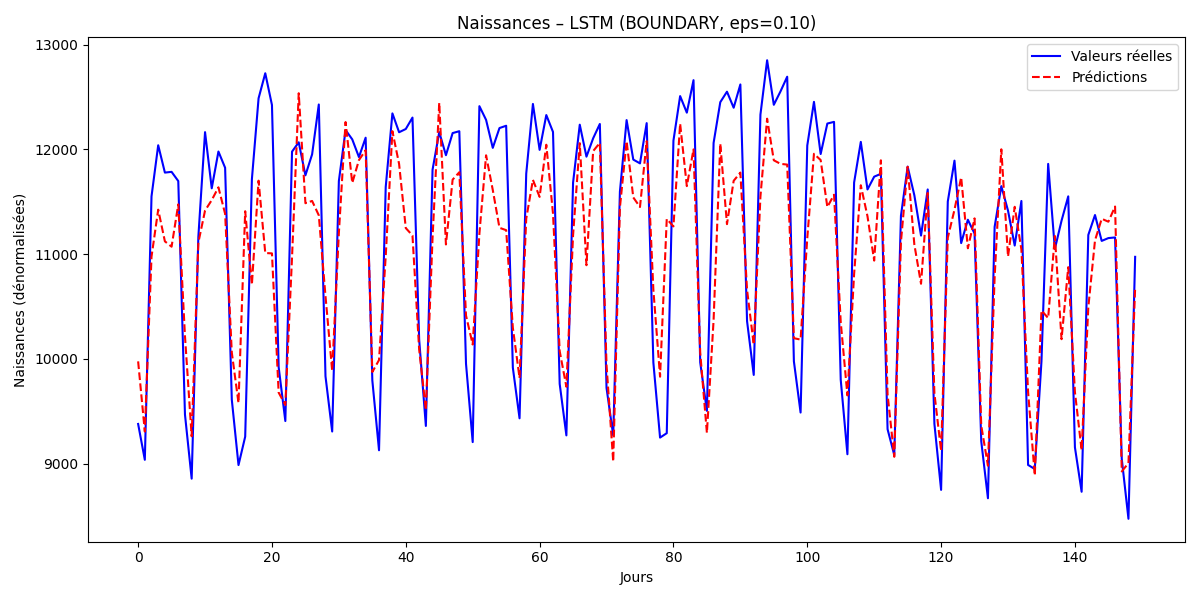 Naissances – LSTM (BOUNDARY, eps=0.10)
Valeurs réelles
Prédictions
Naissances (dénormalisées)
13000
12000
11000
10000
9000
0 20 40 60 80 100 120 140
Jours